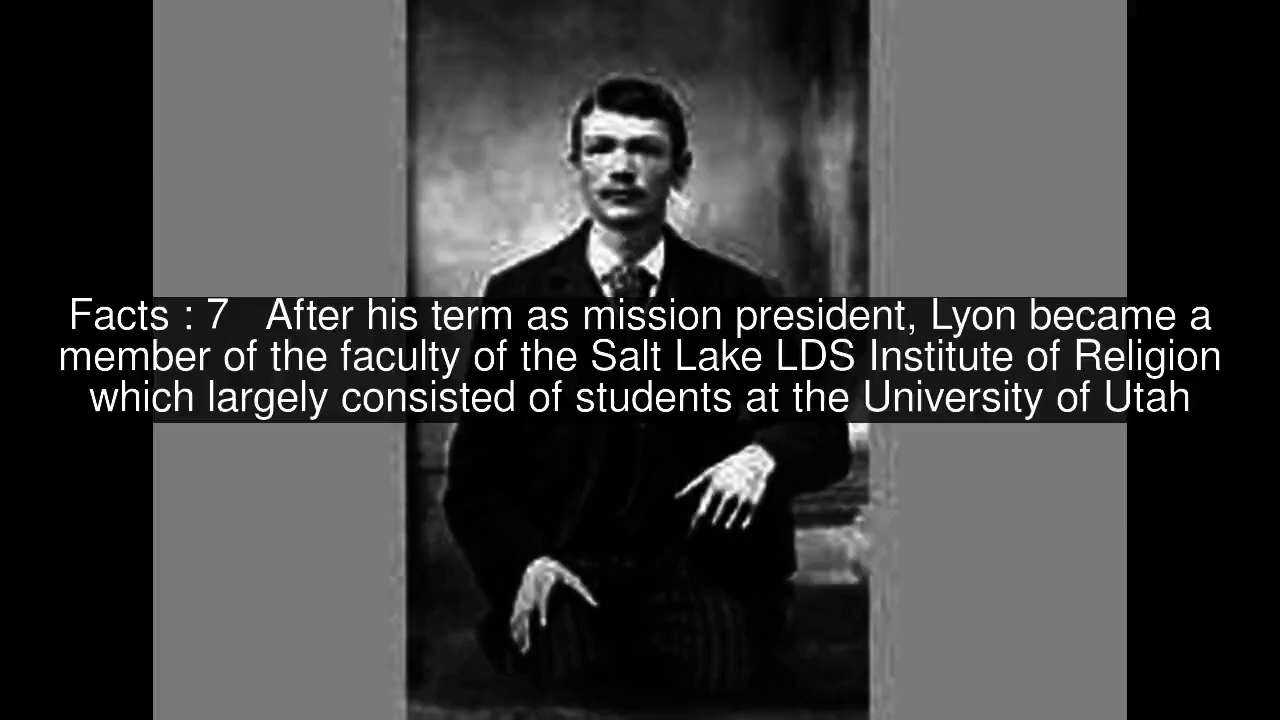 Facts : 7   After his term as mission president, Lyon became a
member of the faculty of the Salt Lake LDS Institute of Religion
which largely consisted of students at the University of Utah